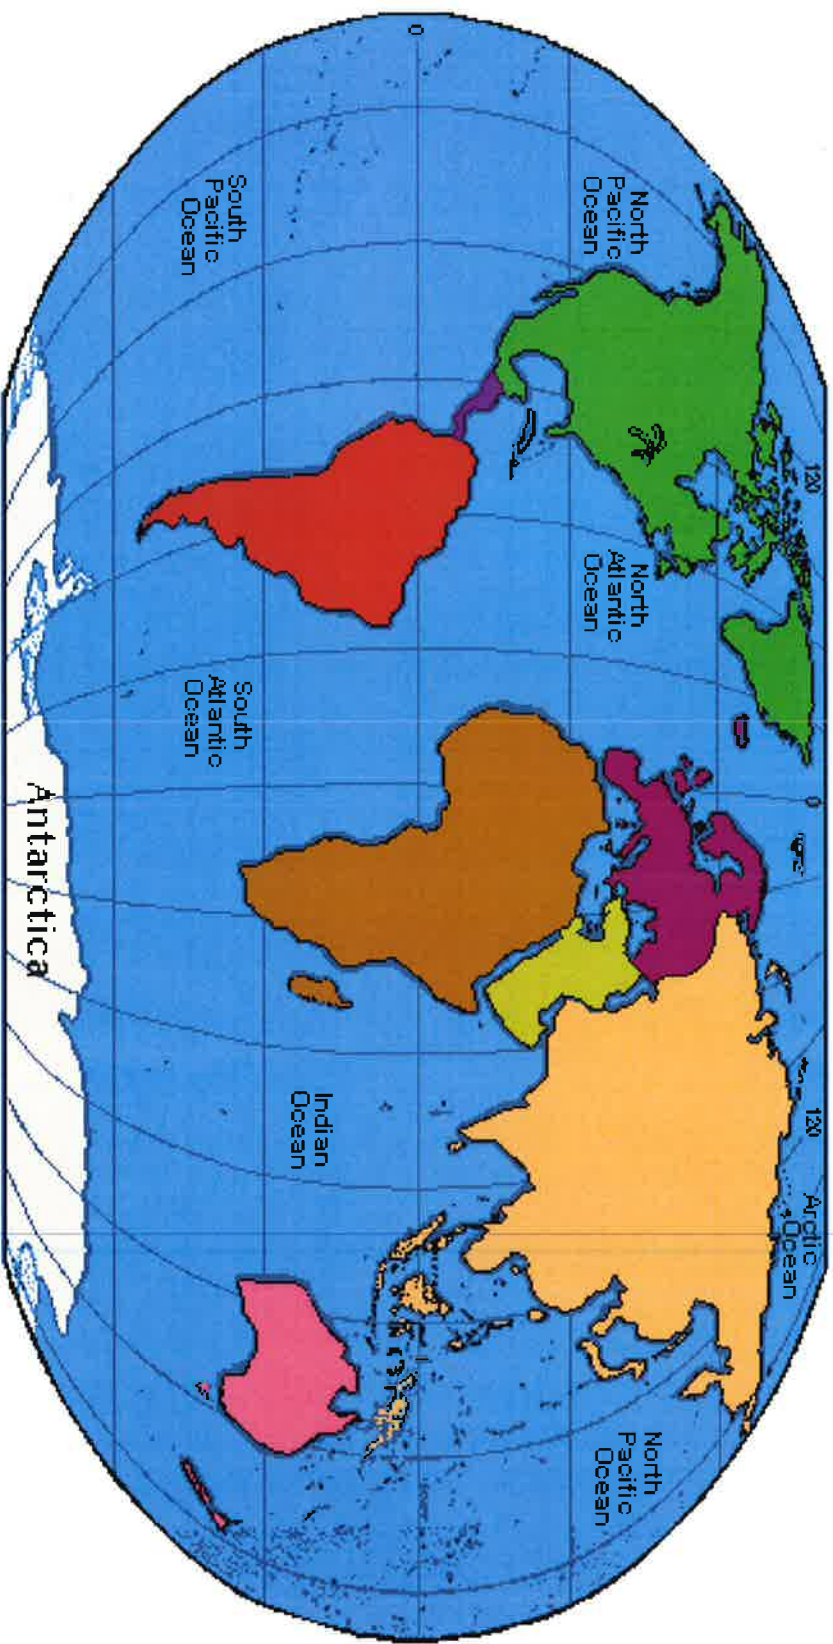 120
0
120
Arctic
Ocean
North
Pacific
Ocean
North
Atlantic
Ocean
North
Pacific
Ocean
0
South
Pacific
Ocean
South
Atlantic
Ocean
Indian
Ocean
Antarctica